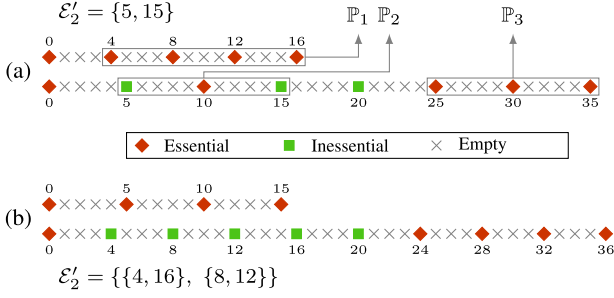 ℰ′₂ = {5, 15}
ℙ₁ ℙ₂ ℙ₃
0 4 8 12 16
(a)
0 5 10 15 20 25 30 35
Essential Inessential Empty
0 5 10 15
(b)
0 4 8 12 16 20 24 28 32 36
ℰ′₂ = {{4, 16}, {8, 12}}